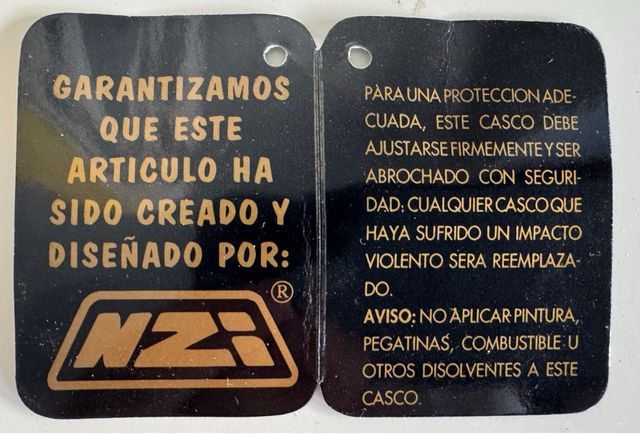 GARANTIZAMOS
QUE ESTE
ARTICULO HA
SIDO CREADO Y
DISEÑADO POR:
NZi®
PARA UNA PROTECCION ADE-
CUADA, ESTE CASCO DEBE
AJUSTARSE FIRMEMENTE Y SER
ABROCHADO CON SEGURI-
DAD; CUALQUIER CASCO QUE
HAYA SUFRIDO UN IMPACTO
VIOLENTO SERA REEMPLAZA-
DO.
AVISO: NO APLICAR PINTURA,
PEGATINAS, COMBUSTIBLE U
OTROS DISOLVENTES A ESTE
CASCO.